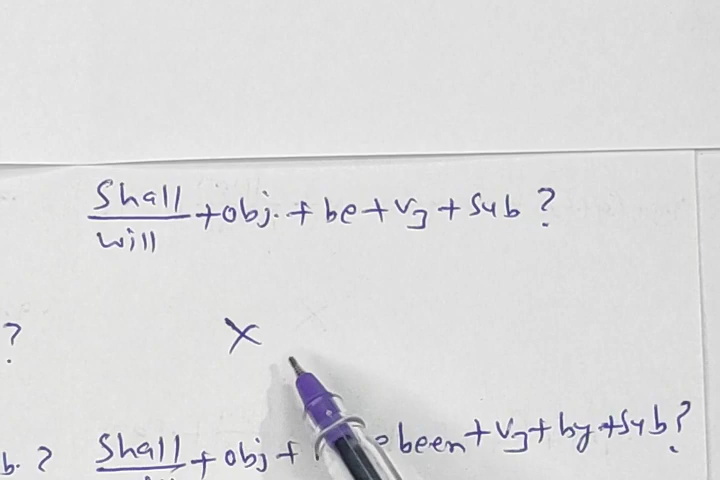 Shall
will + obj. + be + v3 + sub ?
?
X
b. ? Shall + obj + been + v3 + by + sub ?